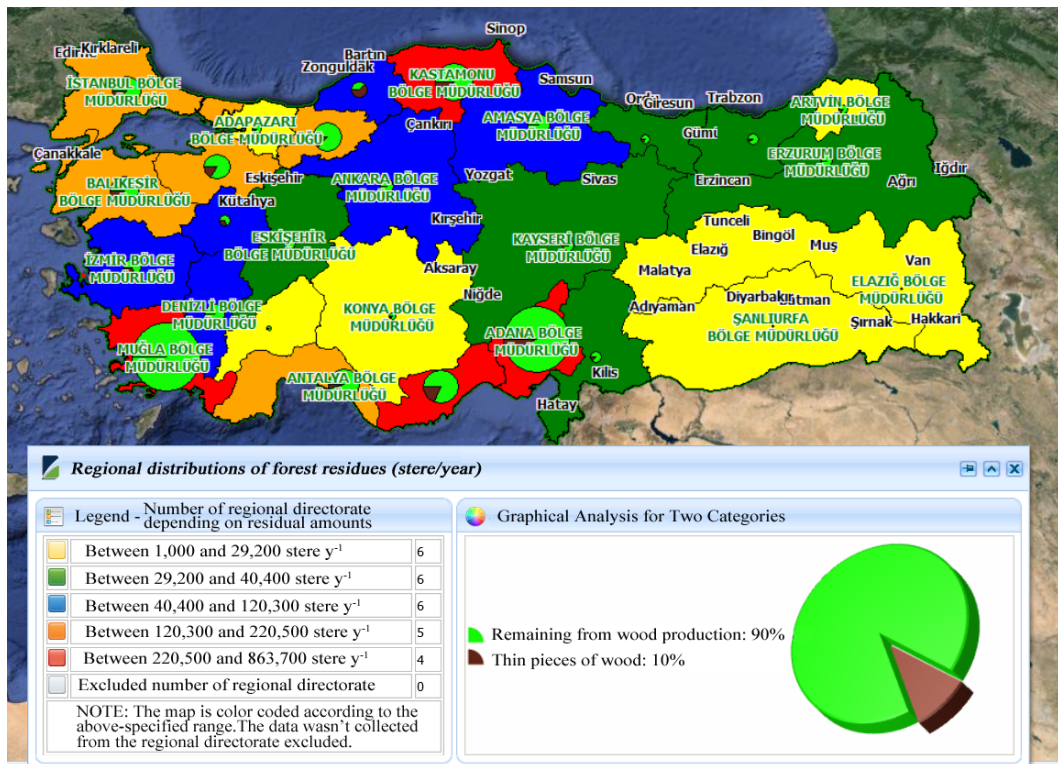 Sinop
Edirne
Kırklareli
Bartın
Zonguldak
KASTAMONU
BÖLGE MÜDÜRLÜĞÜ
Samsun
İSTANBUL BÖLGE
MÜDÜRLÜĞÜ
Giresun
Trabzon
ARTVİN BÖLGE
MÜDÜRLÜĞÜ
ADAPAZARI
BÖLGE MÜDÜRLÜĞÜ
Çankırı
AMASYA BÖLGE
MÜDÜRLÜĞÜ
Gümi
Çanakkale
ERZURUM BÖLGE
MÜDÜRLÜĞÜ
Iğdır
BALIKESİR
BÖLGE MÜDÜRLÜĞÜ
Eskişehir
ANKARA BÖLGE
MÜDÜRLÜĞÜ
Yozgat
Sivas
Erzincan
Ağrı
Kütahya
Kırşehir
Tunceli
Bingöl
ESKİŞEHİR
BÖLGE MÜDÜRLÜĞÜ
KAYSERİ BÖLGE
MÜDÜRLÜĞÜ
Elazığ
Muş
Van
İZMİR BÖLGE
MÜDÜRLÜĞÜ
Aksaray
Malatya
ELAZIĞ BÖLGE
MÜDÜRLÜĞÜ
DENİZLİ BÖLGE
MÜDÜRLÜĞÜ
KONYA BÖLGE
MÜDÜRLÜĞÜ
Niğde
Adıyaman
Diyarbakır
ŞANLIURFA
BÖLGE MÜDÜRLÜĞÜ
Şırnak
Hakkari
MUĞLA BÖLGE
MÜDÜRLÜĞÜ
ADANA BÖLGE
MÜDÜRLÜĞÜ
ANTALYA BÖLGE
MÜDÜRLÜĞÜ
Kilis
Hatay
Regional distributions of forest residues (stere/year)
Legend - Number of regional directorate
depending on residual amounts
Between 1,000 and 29,200 stere y⁻¹ 6
Between 29,200 and 40,400 stere y⁻¹ 6
Between 40,400 and 120,300 stere y⁻¹ 6
Between 120,300 and 220,500 stere y⁻¹ 5
Between 220,500 and 863,700 stere y⁻¹ 4
Excluded number of regional directorate 0
NOTE: The map is color coded according to the
above-specified range.The data wasn't collected
from the regional directorate excluded.
Graphical Analysis for Two Categories
Remaining from wood production: 90%
Thin pieces of wood: 10%